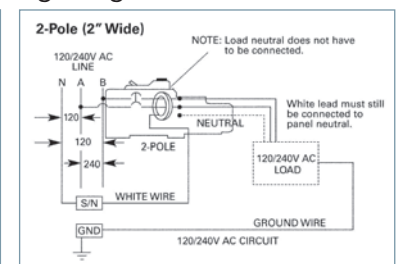 2-Pole (2" Wide)
NOTE: Load neutral does not have
to be connected.
120/240V AC
LINE
N A B
120
120
240
NEUTRAL
2-POLE
White lead must still
be connected to
panel neutral.
120/240V AC
LOAD
S/N
WHITE WIRE
GND
GROUND WIRE
120/240V AC CIRCUIT